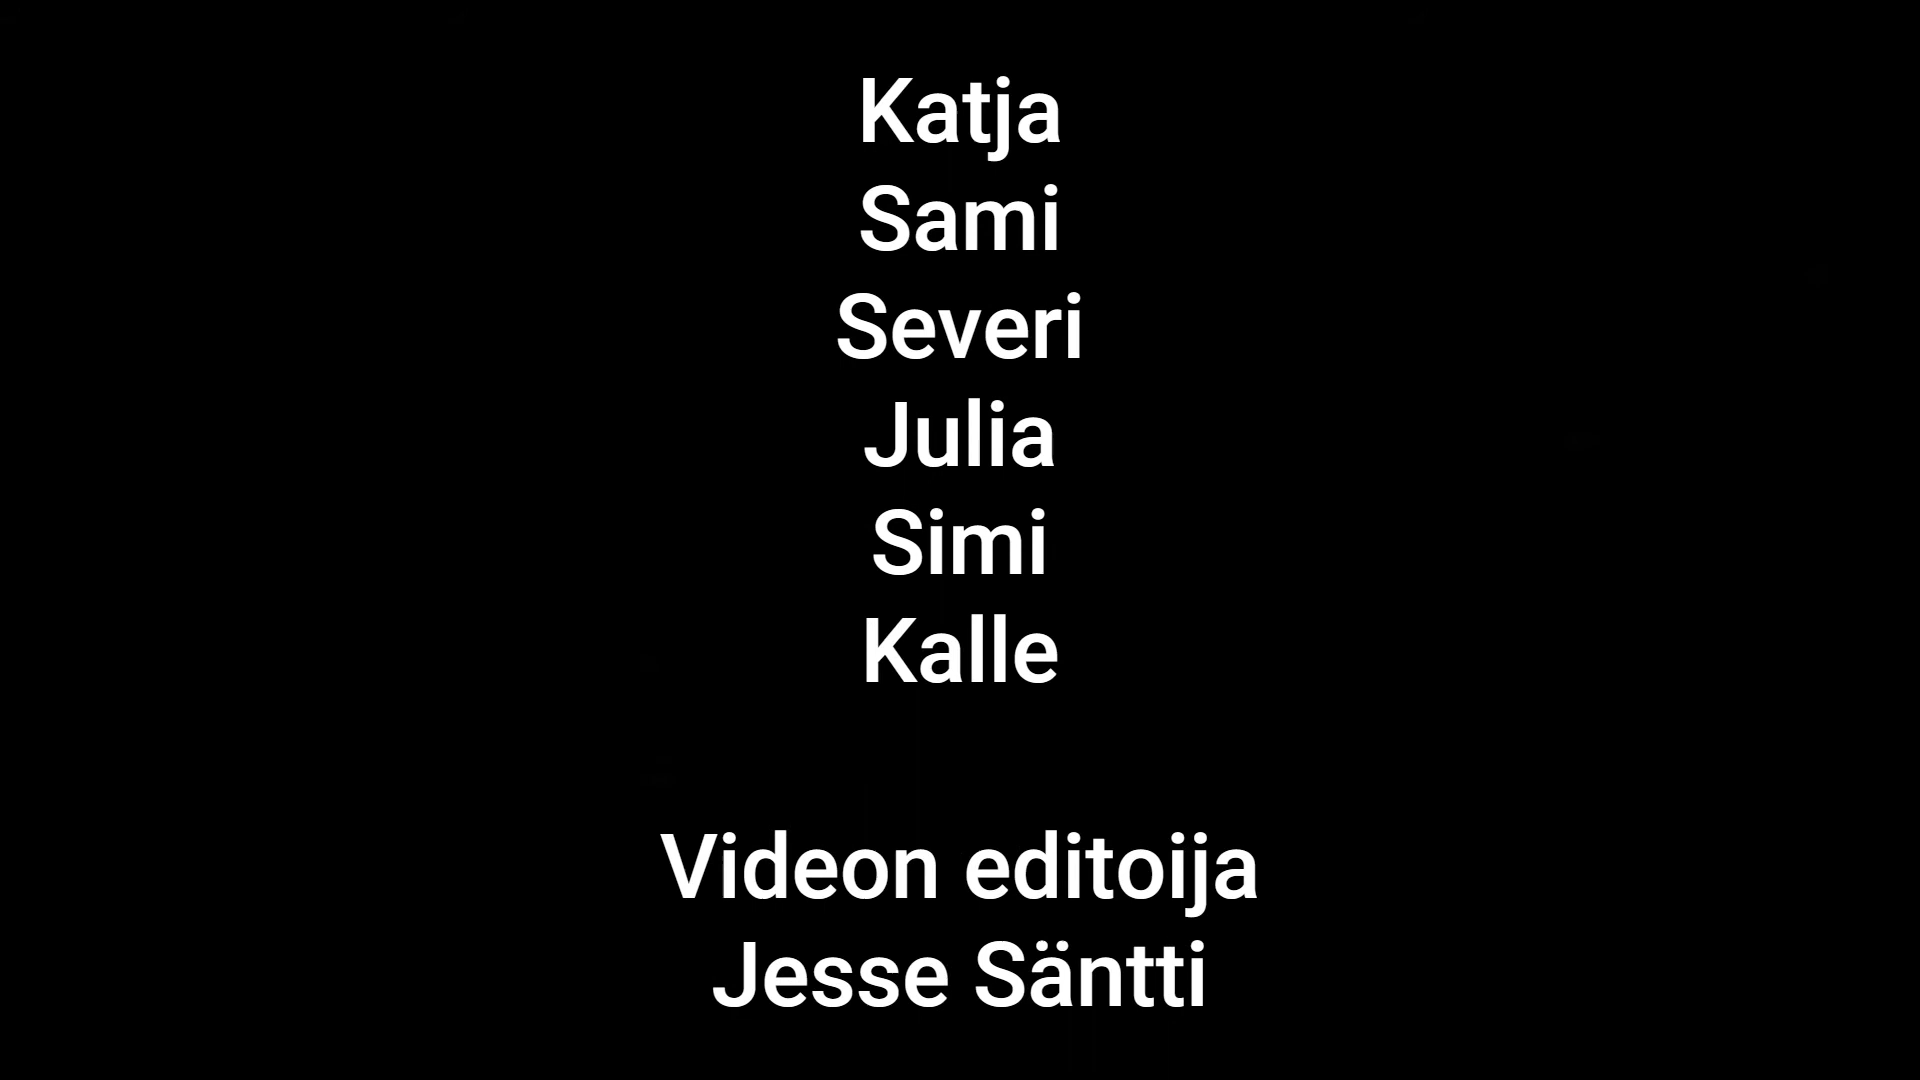 Katja
Sami
Severi
Julia
Simi
Kalle
Videon editoija
Jesse Säntti